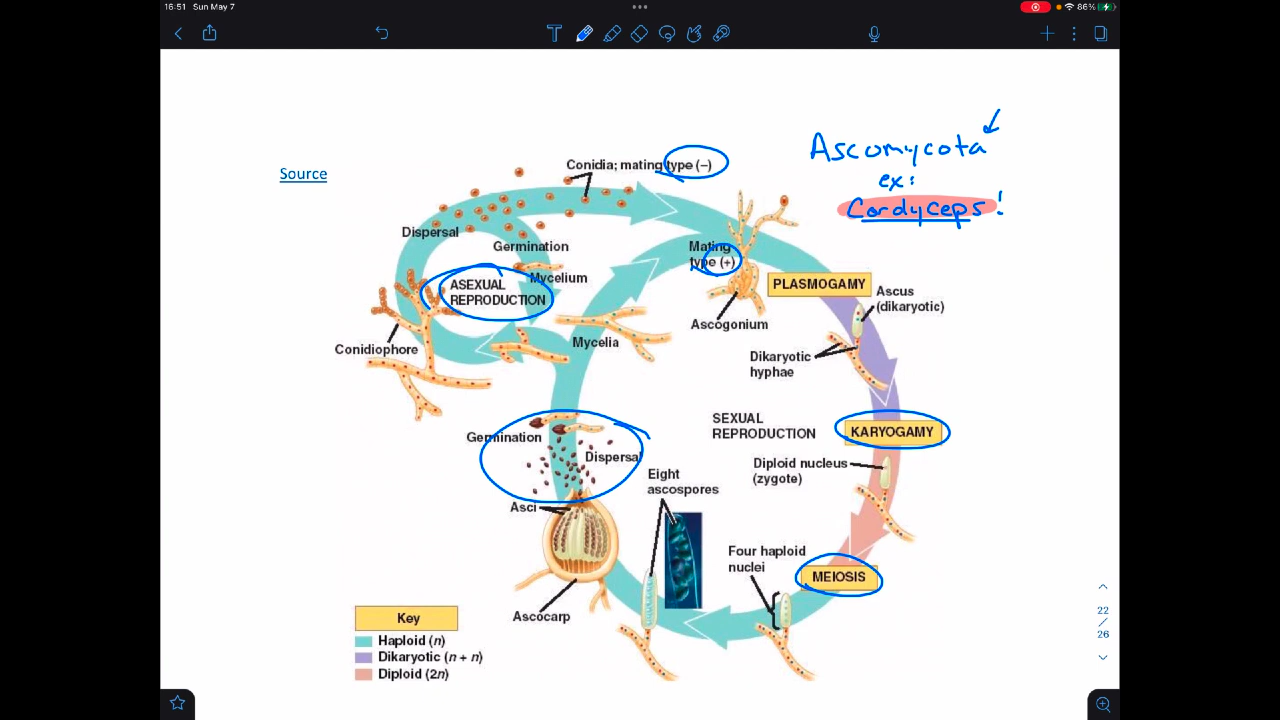 16:51 Sun May 7
86%
Ascomycota
ex:
Cordyceps!
Source
Conidia; mating type (–)
Dispersal
Germination
Mating
type (+)
Mycelium
ASEXUAL
REPRODUCTION
PLASMOGAMY
Ascus
(dikaryotic)
Ascogonium
Conidiophore
Mycelia
Dikaryotic
hyphae
SEXUAL
REPRODUCTION
KARYOGAMY
Germination
Dispersal
Diploid nucleus
(zygote)
Eight
ascospores
Asci
Four haploid
nuclei
MEIOSIS
Ascocarp
Key
Haploid (n)
Dikaryotic (n + n)
Diploid (2n)
22
/
26